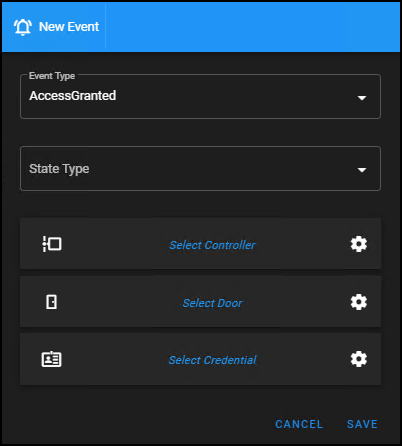 New Event
Event Type
AccessGranted
State Type
Select Controller
Select Door
Select Credential
CANCEL SAVE